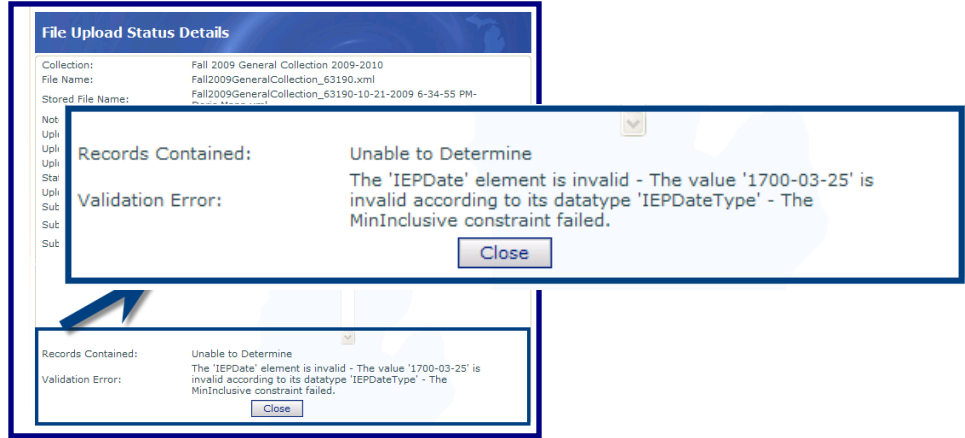 File Upload Status Details
Collection: Fall 2009 General Collection 2009-2010
File Name: Fall2009GeneralCollection_63190.xml
Stored File Name: Fall2009GeneralCollection_63190-10-21-2009 6-34-55 PM-
Records Contained: Unable to Determine
Validation Error: The 'IEPDate' element is invalid - The value '1700-03-25' is
invalid according to its datatype 'IEPDateType' - The
MinInclusive constraint failed.
Close
Records Contained: Unable to Determine
Validation Error: The 'IEPDate' element is invalid - The value '1700-03-25' is
invalid according to its datatype 'IEPDateType' - The
MinInclusive constraint failed.
Close